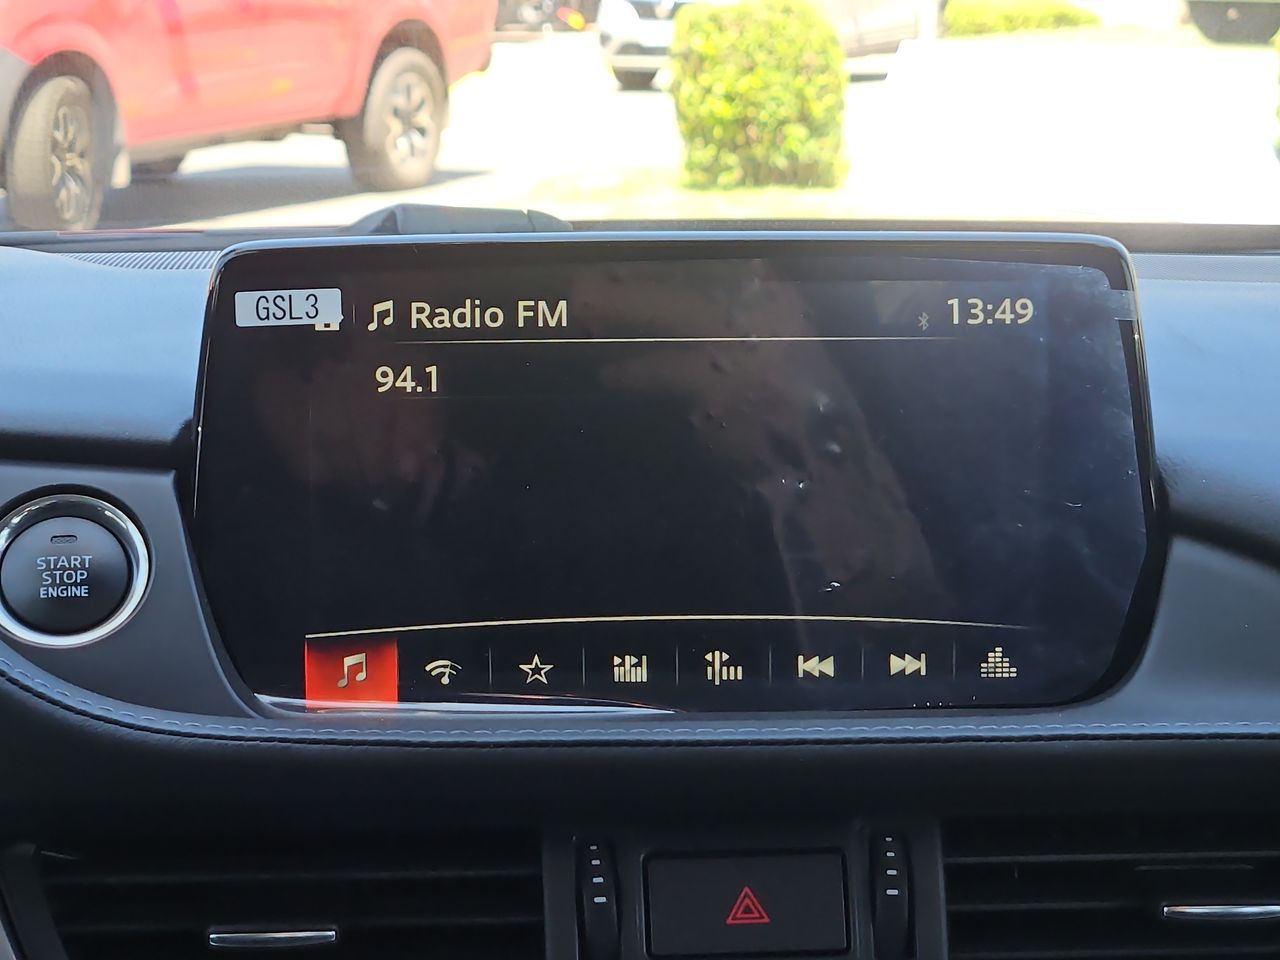 GSL3
Radio FM
13:49
94.1
START
STOP
ENGINE